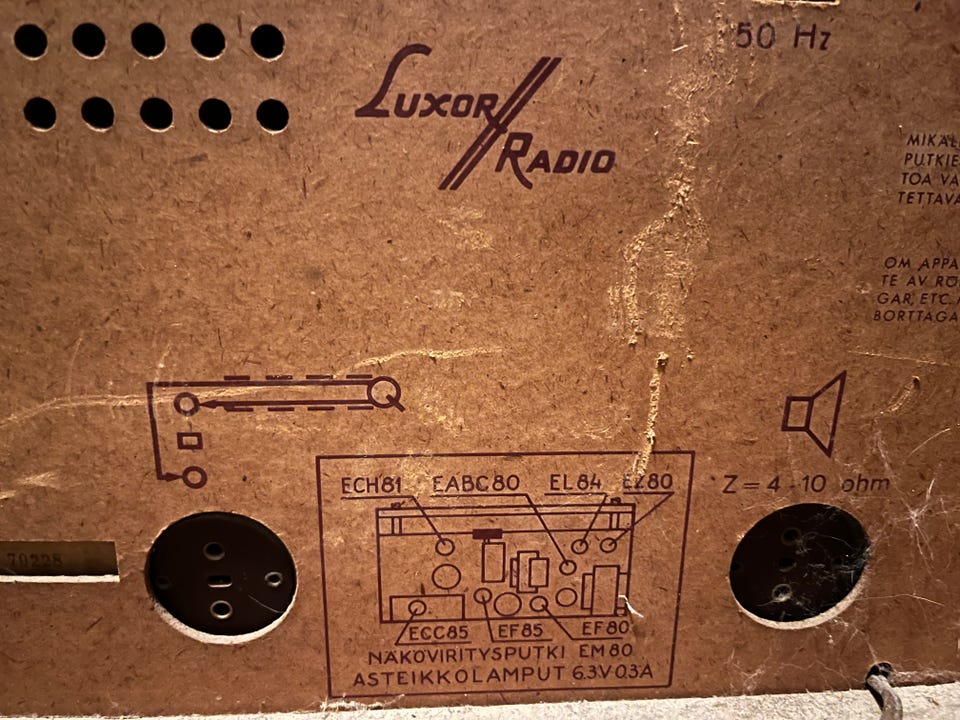 50 Hz
LUXOR
RADIO
MIKÄL
PUTKIE
TOA VA
TETTAVA
OM APPA
TE AV RÖ
GAR, ETC.
BORTTAGA
ECH81 EABC80 EL84 EZ80
Z = 4 - 10 ohm
70228
ECC85 EF85 EF80
NÄKÖVIRITYSPUTKI EM80
ASTEIKKOLAMPUT 6.3V 0.3A